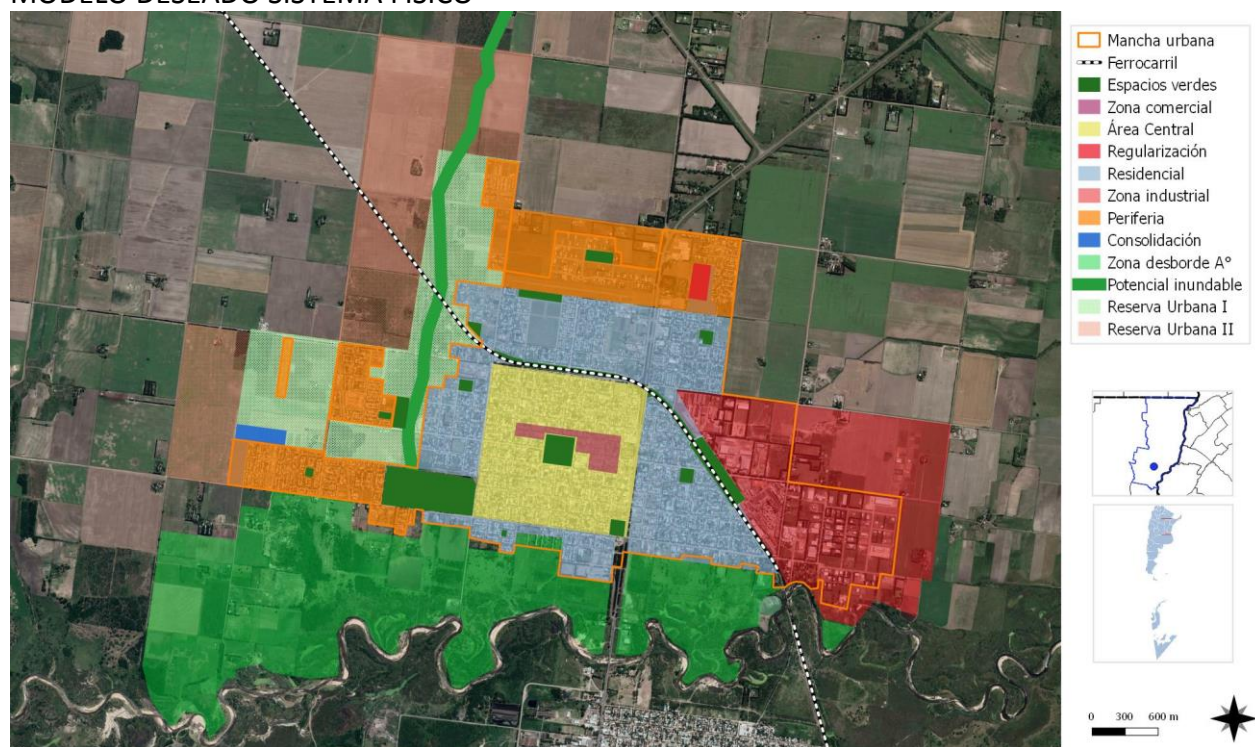 MODELO DESEADO SISTEMA FISICO
Mancha urbana
Ferrocarril
Espacios verdes
Zona comercial
Área Central
Regularización
Residencial
Zona industrial
Periferia
Consolidación
Zona desborde A°
Potencial inundable
Reserva Urbana I
Reserva Urbana II
0 300 600 m